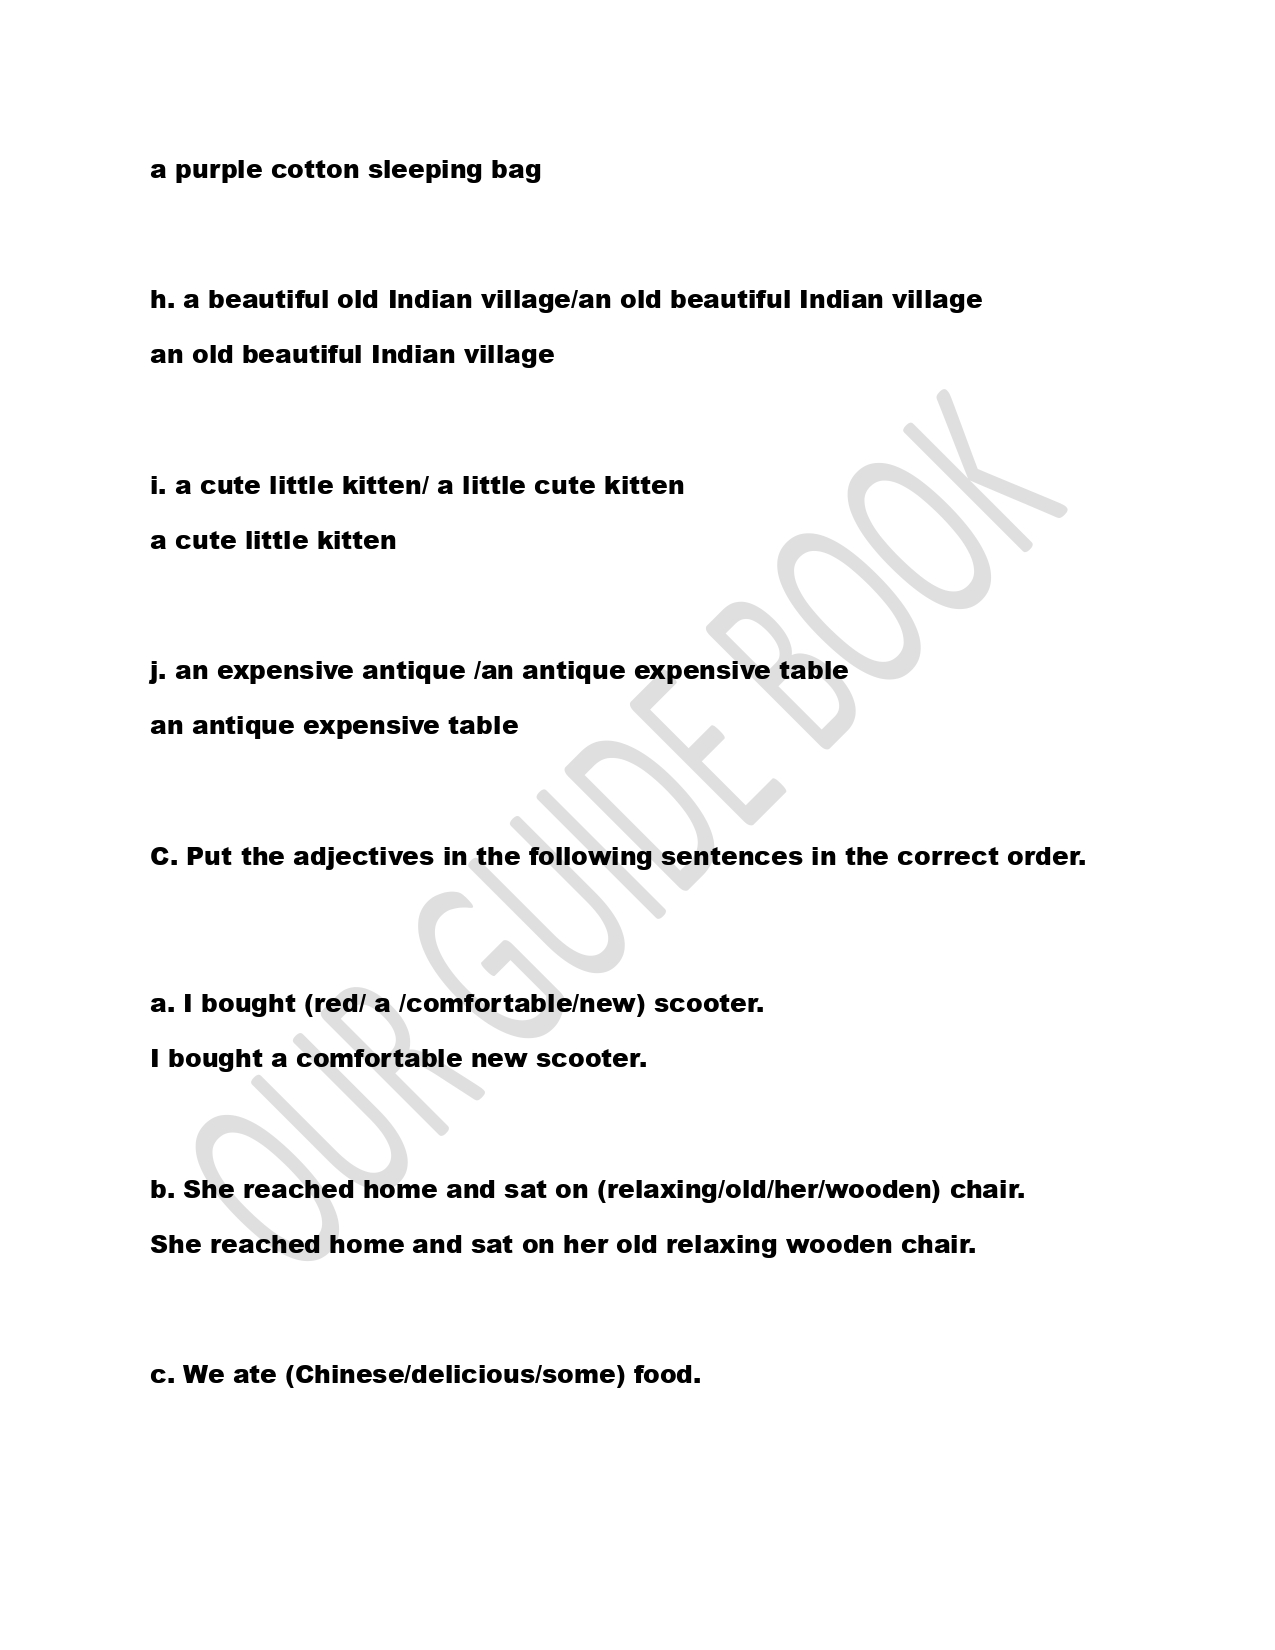 a purple cotton sleeping bag
h. a beautiful old Indian village/an old beautiful Indian village
an old beautiful Indian village
i. a cute little kitten/ a little cute kitten
a cute little kitten
j. an expensive antique /an antique expensive table
an antique expensive table
C. Put the adjectives in the following sentences in the correct order.
a. I bought (red/ a /comfortable/new) scooter.
I bought a comfortable new scooter.
b. She reached home and sat on (relaxing/old/her/wooden) chair.
She reached home and sat on her old relaxing wooden chair.
c. We ate (Chinese/delicious/some) food.
OUR GUIDE BOOK